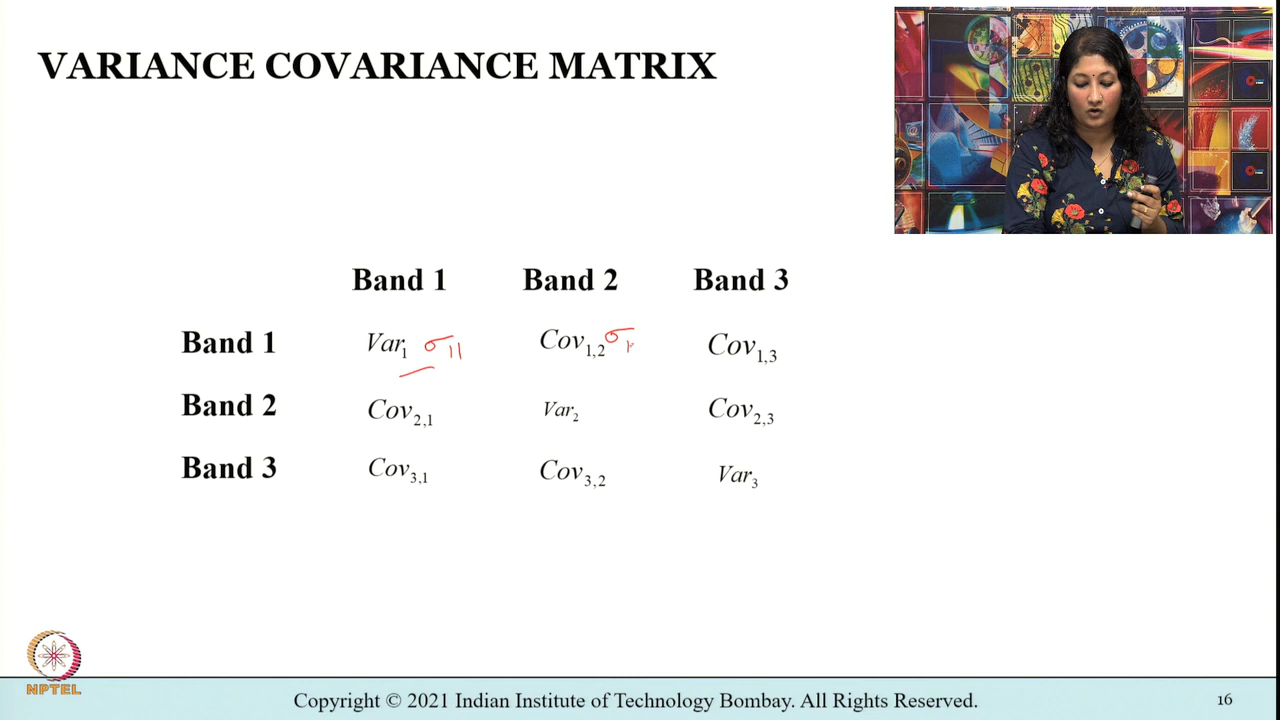 VARIANCE COVARIANCE MATRIX
Band 1 Band 2 Band 3
Band 1 Var₁ σ₁₁ Cov₁,₂ σ₁ Cov₁,₃
Band 2 Cov₂,₁ Var₂ Cov₂,₃
Band 3 Cov₃,₁ Cov₃,₂ Var₃
NPTEL
Copyright © 2021 Indian Institute of Technology Bombay. All Rights Reserved. 16